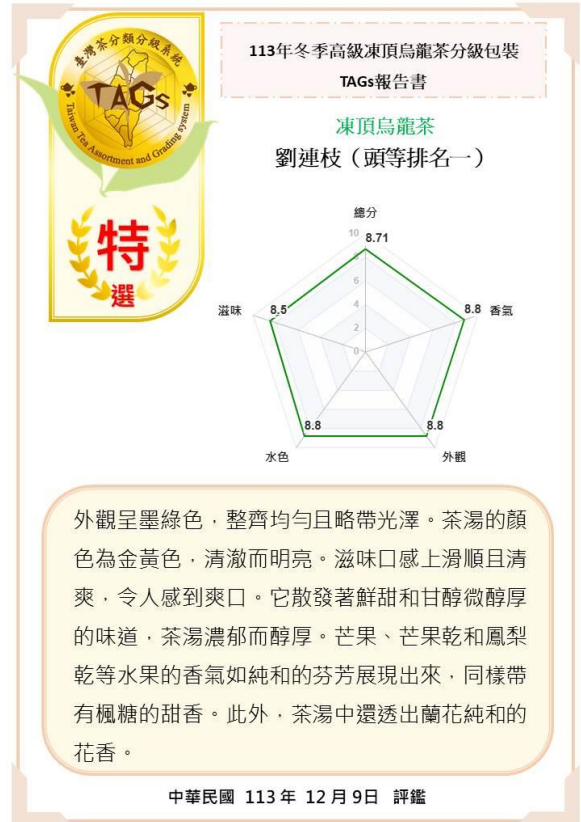 臺灣茶分類分級系統
TAGs
Taiwan Tea Assortment and Grading system
特
選
113年冬季高級凍頂烏龍茶分級包裝
TAGs報告書
凍頂烏龍茶
劉連枝（頭等排名一）
總分
10
8.71
8
6
4
2
0
滋味
8.5
8.8
香氣
8.8
8.8
水色
外觀
外觀呈墨綠色，整齊均勻且略帶光澤。茶湯的顏
色為金黃色，清澈而明亮。滋味口感上滑順且清
爽，令人感到爽口。它散發著鮮甜和甘醇微醇厚
的味道，茶湯濃郁而醇厚。芒果、芒果乾和鳳梨
乾等水果的香氣如純和的芬芳展現出來，同樣帶
有楓糖的甜香。此外，茶湯中還透出蘭花純和的
花香。
中華民國 113 年 12 月 9日 評鑑